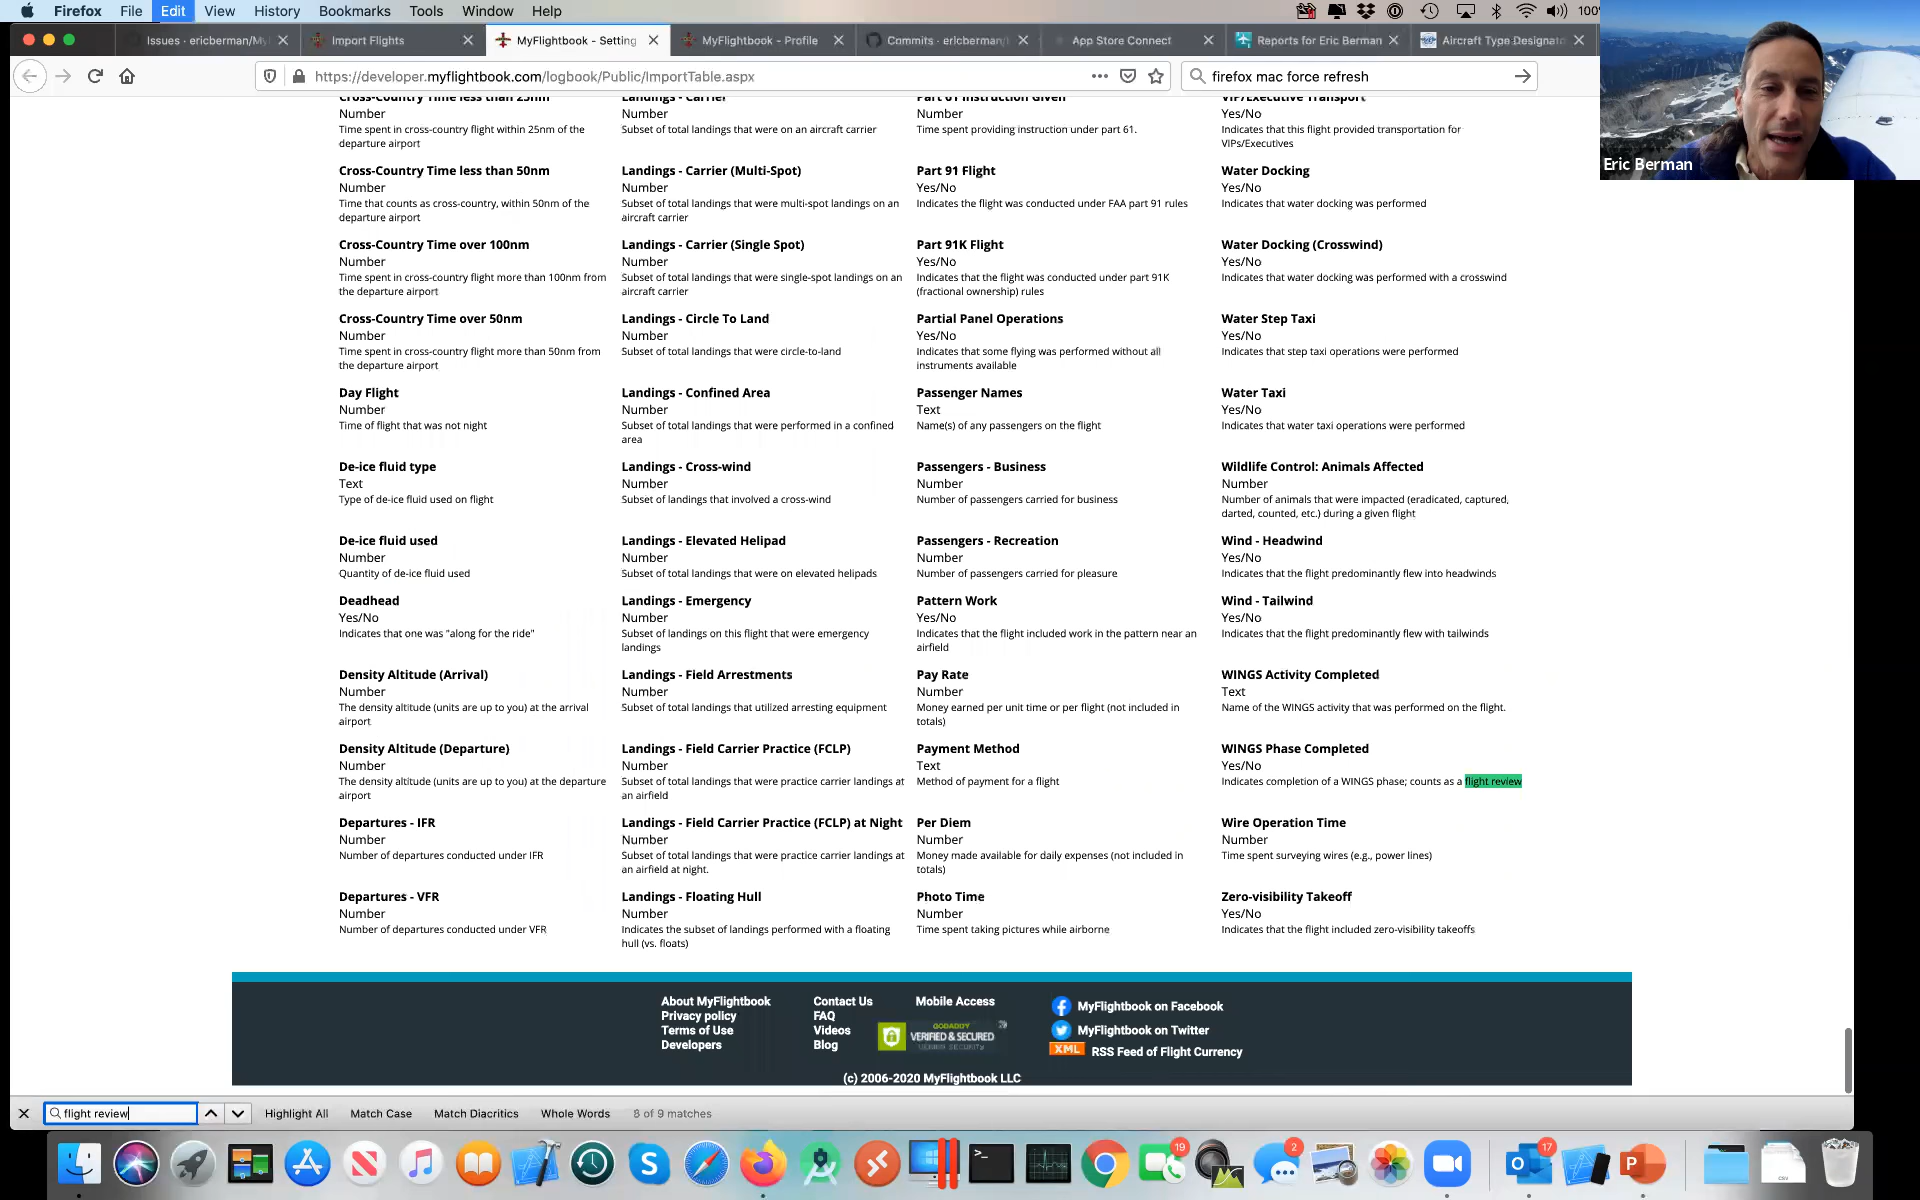 Firefox File Edit View History Bookmarks Tools Window Help
Issues · ericberman/My
Import Flights
MyFlightbook - Setting
MyFlightbook - Profile
Commits · ericberman/
App Store Connect
Reports for Eric Berman
Aircraft Type Designat
https://developer.myflightbook.com/logbook/Public/ImportTable.aspx
firefox mac force refresh
Eric Berman
Cross-Country Time less than 25nm
Number
Time spent in cross-country flight within 25nm of the
departure airport
Cross-Country Time less than 50nm
Number
Time that counts as cross-country, within 50nm of the
departure airport
Cross-Country Time over 100nm
Number
Time spent in cross-country flight more than 100nm from
the departure airport
Cross-Country Time over 50nm
Number
Time spent in cross-country flight more than 50nm from
the departure airport
Day Flight
Number
Time of flight that was not night
De-ice fluid type
Text
Type of de-ice fluid used on flight
De-ice fluid used
Number
Quantity of de-ice fluid used
Deadhead
Yes/No
Indicates that one was "along for the ride"
Density Altitude (Arrival)
Number
The density altitude (units are up to you) at the arrival
airport
Density Altitude (Departure)
Number
The density altitude (units are up to you) at the departure
airport
Departures - IFR
Number
Number of departures conducted under IFR
Departures - VFR
Number
Number of departures conducted under VFR
Landings - Carrier
Number
Subset of total landings that were on an aircraft carrier
Landings - Carrier (Multi-Spot)
Number
Subset of total landings that were multi-spot landings on an
aircraft carrier
Landings - Carrier (Single Spot)
Number
Subset of total landings that were single-spot landings on an
aircraft carrier
Landings - Circle To Land
Number
Subset of total landings that were circle-to-land
Landings - Confined Area
Number
Subset of total landings that were performed in a confined
area
Landings - Cross-wind
Number
Subset of landings that involved a cross-wind
Landings - Elevated Helipad
Number
Subset of total landings that were on elevated helipads
Landings - Emergency
Number
Subset of landings on this flight that were emergency
landings
Landings - Field Arrestments
Number
Subset of total landings that utilized arresting equipment
Landings - Field Carrier Practice (FCLP)
Number
Subset of total landings that were practice carrier landings at
an airfield
Landings - Field Carrier Practice (FCLP) at Night
Number
Subset of total landings that were practice carrier landings at
an airfield at night.
Landings - Floating Hull
Number
Indicates the subset of landings performed with a floating
hull (vs. floats)
Part 61 Instruction Given
Number
Time spent providing instruction under part 61.
Part 91 Flight
Yes/No
Indicates the flight was conducted under FAA part 91 rules
Part 91K Flight
Yes/No
Indicates that the flight was conducted under part 91K
(fractional ownership) rules
Partial Panel Operations
Yes/No
Indicates that some flying was performed without all
instruments available
Passenger Names
Text
Name(s) of any passengers on the flight
Passengers - Business
Number
Number of passengers carried for business
Passengers - Recreation
Number
Number of passengers carried for pleasure
Pattern Work
Yes/No
Indicates that the flight included work in the pattern near an
airfield
Pay Rate
Number
Money earned per unit time or per flight (not included in
totals)
Payment Method
Text
Method of payment for a flight
Per Diem
Number
Money made available for daily expenses (not included in
totals)
Photo Time
Number
Time spent taking pictures while airborne
VIP/Executive Transport
Yes/No
Indicates that this flight provided transportation for
VIPs/Executives
Water Docking
Yes/No
Indicates that water docking was performed
Water Docking (Crosswind)
Yes/No
Indicates that water docking was performed with a crosswind
Water Step Taxi
Yes/No
Indicates that step taxi operations were performed
Water Taxi
Yes/No
Indicates that water taxi operations were performed
Wildlife Control: Animals Affected
Number
Number of animals that were impacted (eradicated, captured,
darted, counted, etc.) during a given flight
Wind - Headwind
Yes/No
Indicates that the flight predominantly flew into headwinds
Wind - Tailwind
Yes/No
Indicates that the flight predominantly flew with tailwinds
WINGS Activity Completed
Text
Name of the WINGS activity that was performed on the flight.
WINGS Phase Completed
Yes/No
Indicates completion of a WINGS phase; counts as a flight review
Wire Operation Time
Number
Time spent surveying wires (e.g., power lines)
Zero-visibility Takeoff
Yes/No
Indicates that the flight included zero-visibility takeoffs
About MyFlightbook
Privacy policy
Terms of Use
Developers
Contact Us
FAQ
Videos
Blog
Mobile Access
GODADDY
VERIFIED & SECURED
MyFlightbook on Facebook
MyFlightbook on Twitter
XML RSS Feed of Flight Currency
(c) 2006-2020 MyFlightbook LLC
flight review
Highlight All
Match Case
Match Diacritics
Whole Words
8 of 9 matches
19
2
17